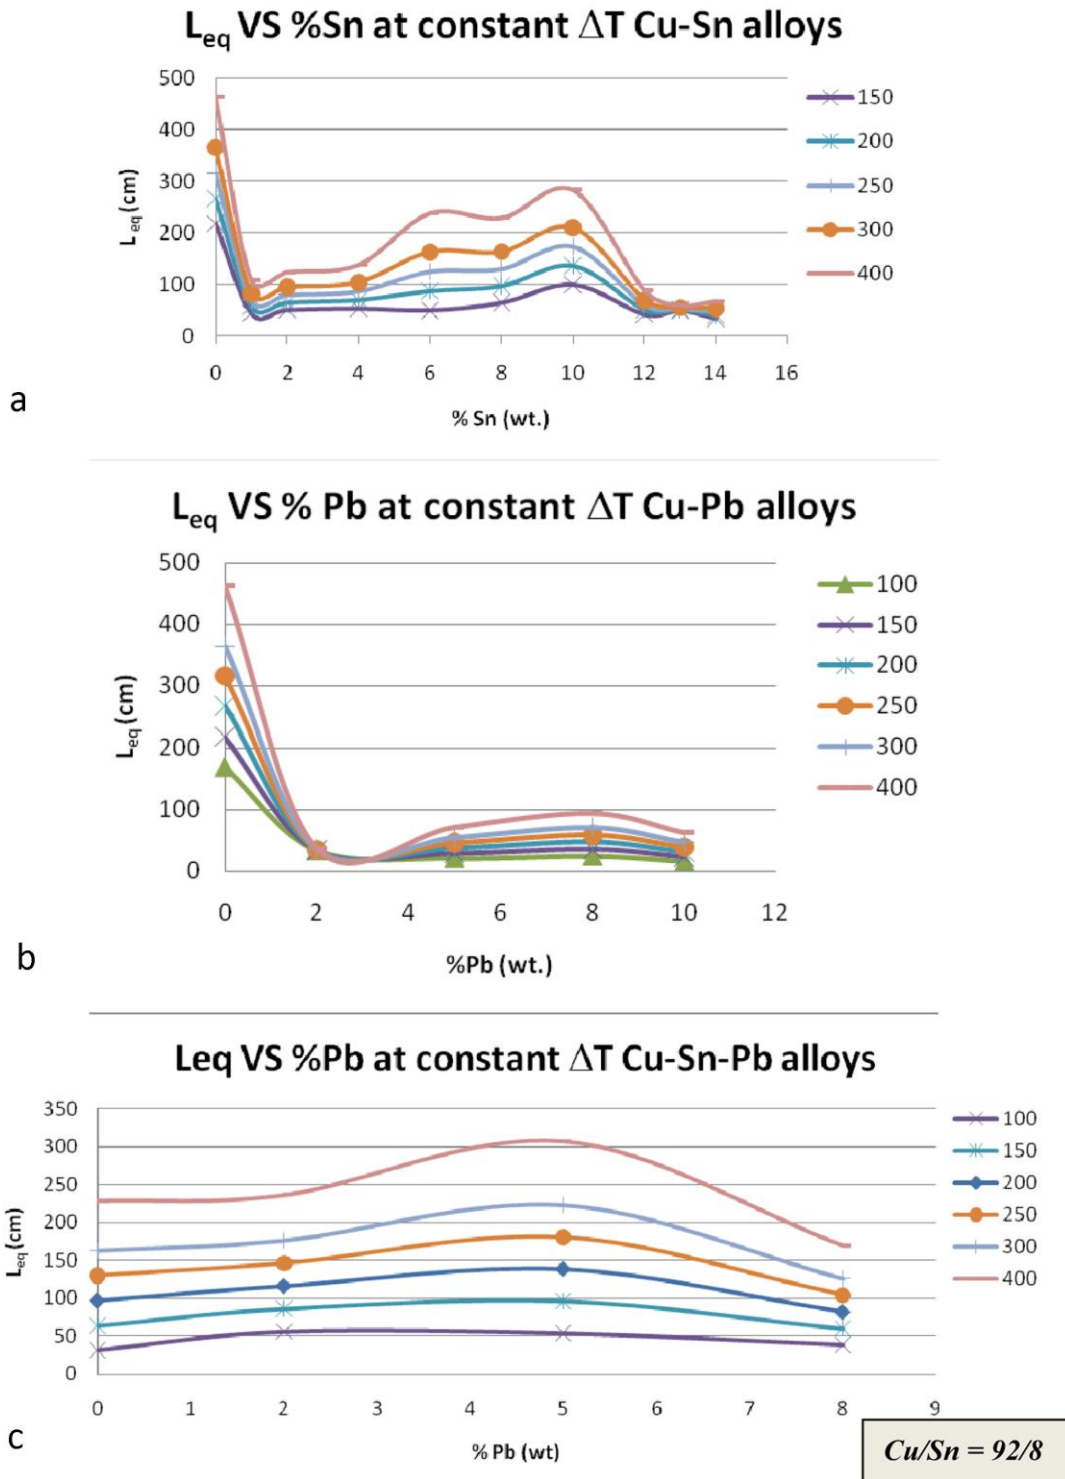 L_eq VS %Sn at constant ΔT Cu-Sn alloys
500
400
300
200
100
0
L_eq (cm)
0 2 4 6 8 10 12 14 16
% Sn (wt.)
150
200
250
300
400
a
L_eq VS % Pb at constant ΔT Cu-Pb alloys
500
400
300
200
100
0
L_eq (cm)
0 2 4 6 8 10 12
%Pb (wt.)
100
150
200
250
300
400
b
Leq VS %Pb at constant ΔT Cu-Sn-Pb alloys
350
300
250
200
150
100
50
0
L_eq (cm)
0 1 2 3 4 5 6 7 8 9
% Pb (wt)
100
150
200
250
300
400
c
Cu/Sn = 92/8